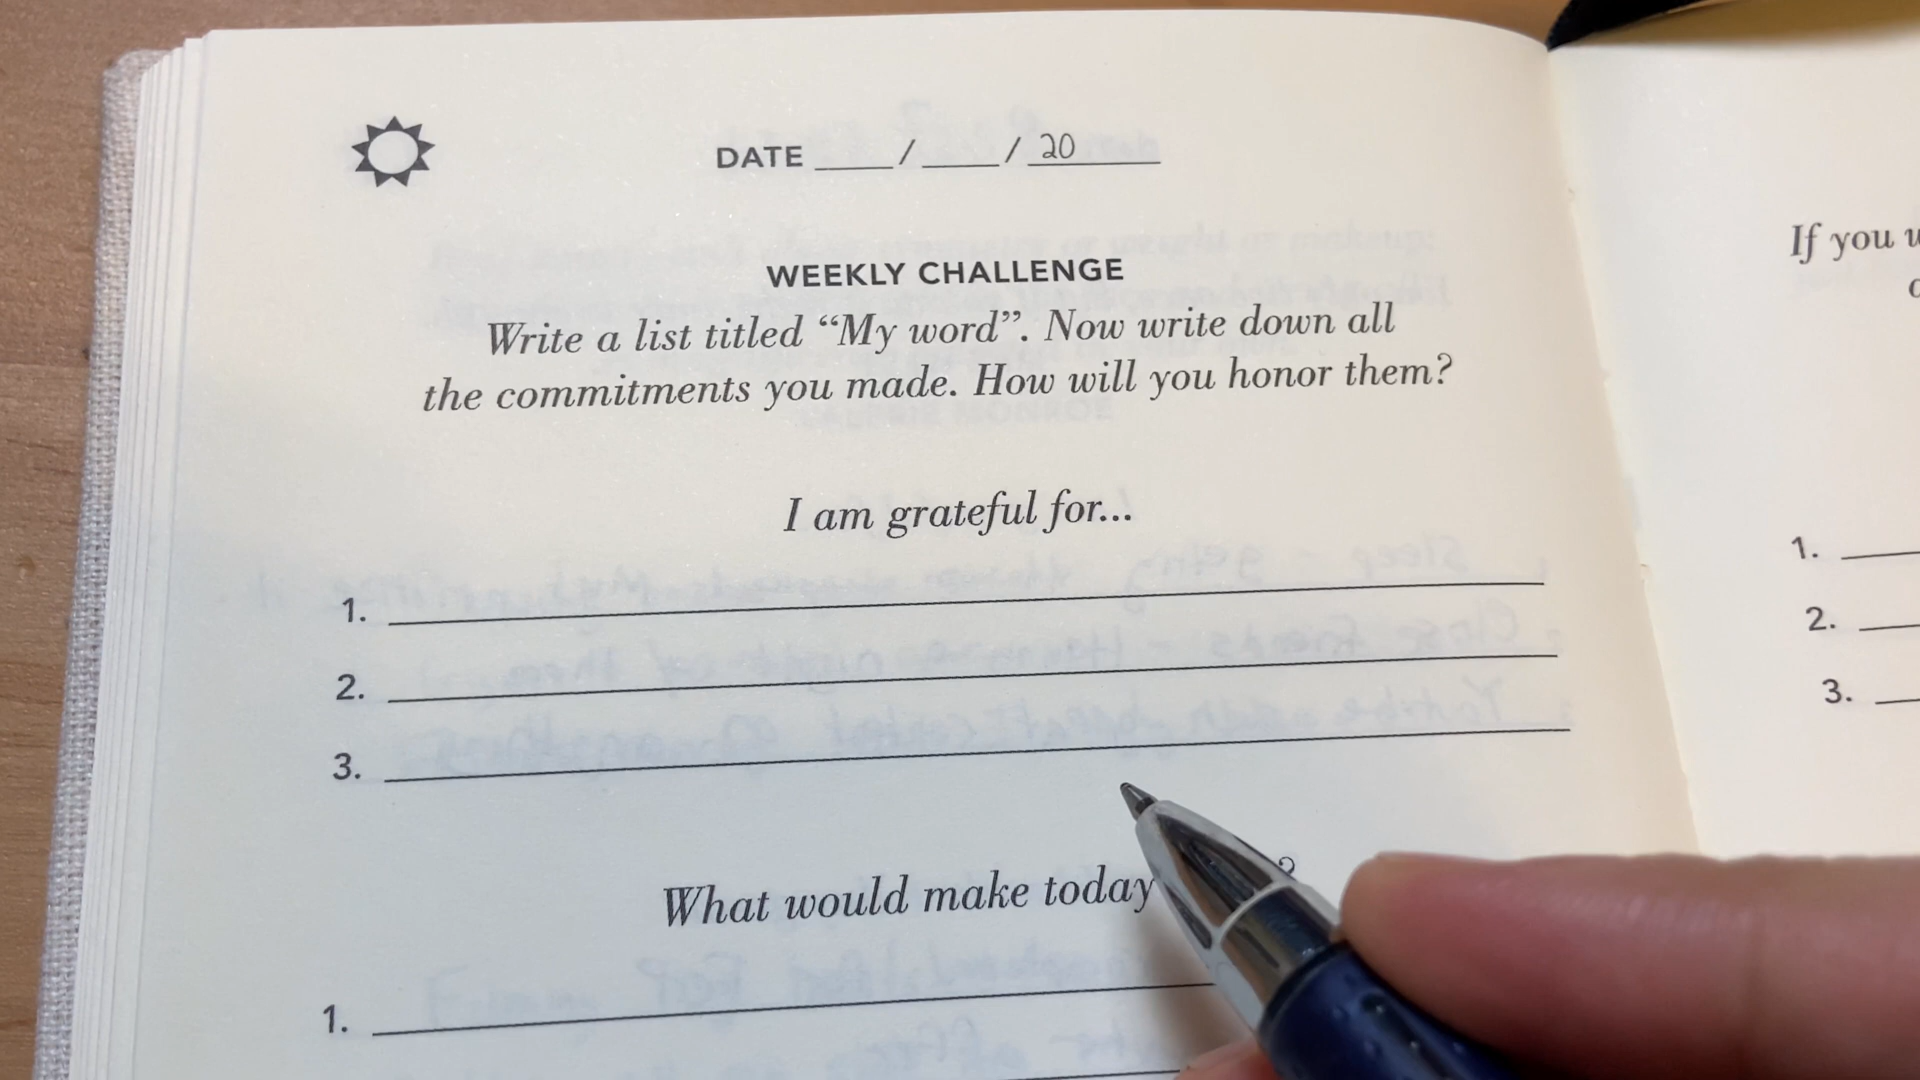 DATE ____/____/ 20
WEEKLY CHALLENGE
Write a list titled “My word”. Now write down all
the commitments you made. How will you honor them?
I am grateful for...
1.
2.
3.
What would make today ?
1.
If you
1.
2.
3.